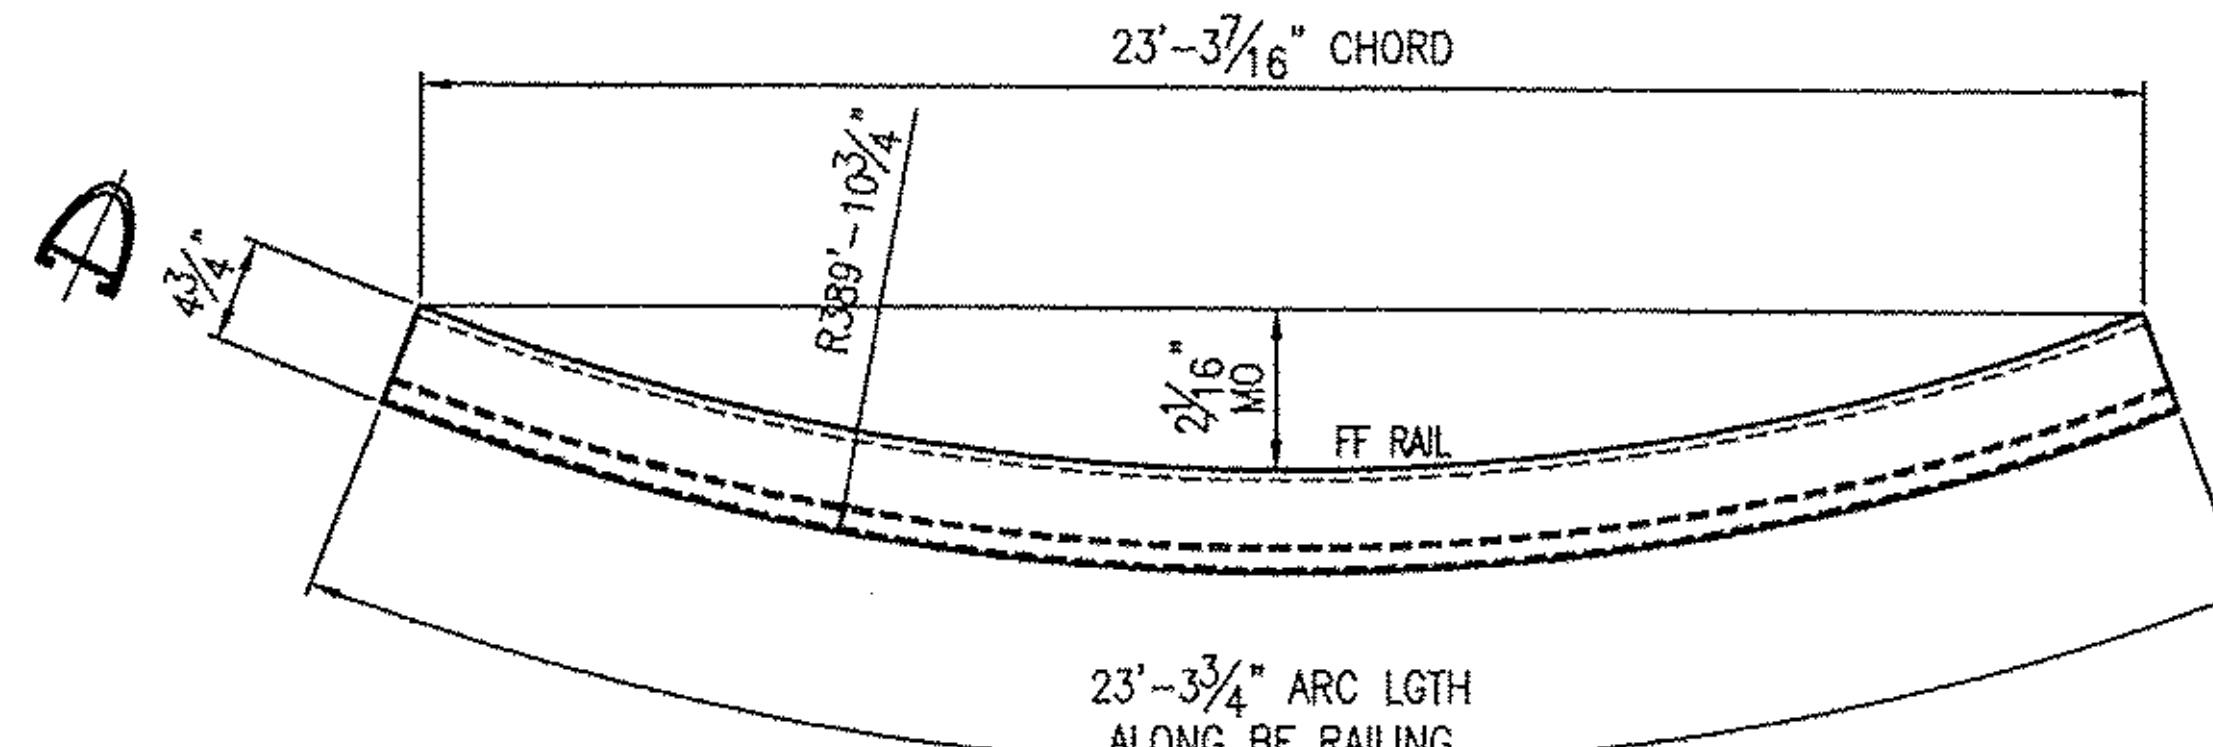 23'-3 7/16" CHORD
R389'-10 3/4"
4 3/4"
2 1/16"
MO
FF RAIL
23'-3 3/4" ARC LGTH
ALONG BF RAILING